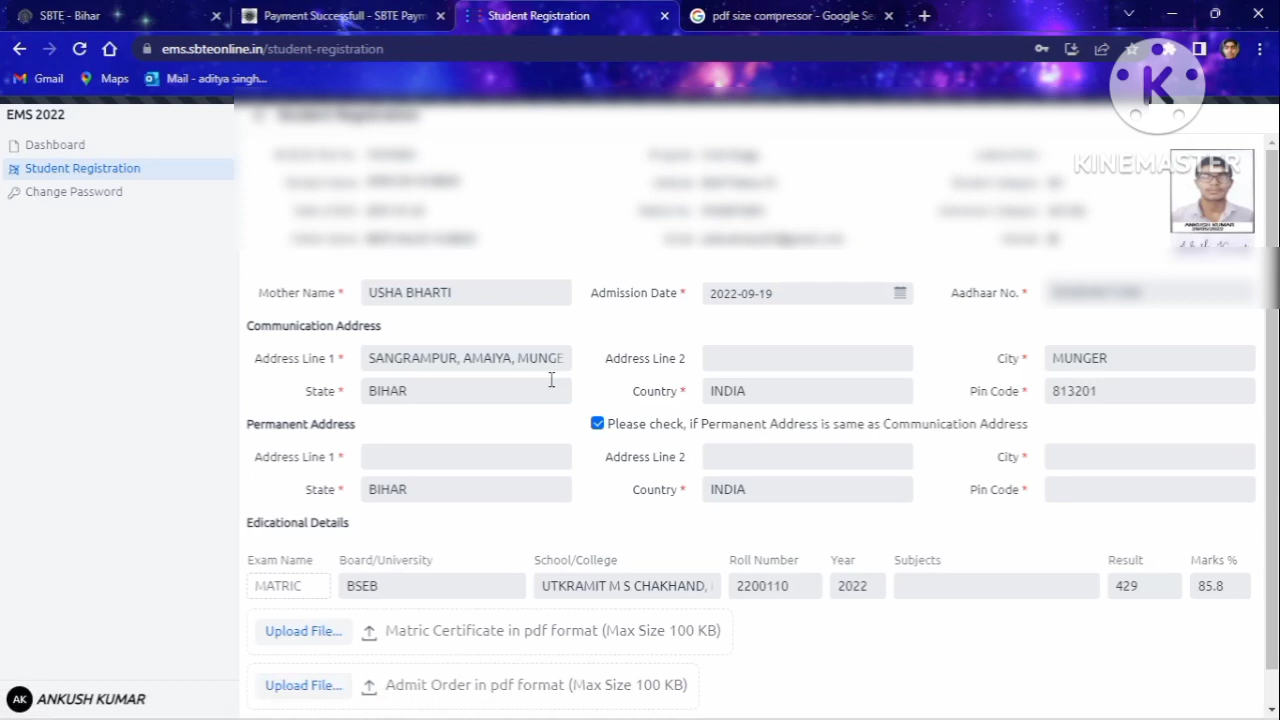 SBTE - Bihar
Payment Successfull - SBTE Paym
Student Registration
pdf size compressor - Google Se
ems.sbteonline.in/student-registration
Gmail
Maps
Mail - aditya singh...
K
KINEMASTER
EMS 2022
Dashboard
Student Registration
Change Password
Student Registration
ANKUSH KUMAR
Mother Name * USHA BHARTI
Admission Date * 2022-09-19
Aadhaar No. *
Communication Address
Address Line 1 * SANGRAMPUR, AMAIYA, MUNGE
Address Line 2
City * MUNGER
State * BIHAR
Country * INDIA
Pin Code * 813201
Permanent Address
Please check, if Permanent Address is same as Communication Address
Address Line 1 *
Address Line 2
City *
State * BIHAR
Country * INDIA
Pin Code *
Edicational Details
Exam Name Board/University School/College Roll Number Year Subjects Result Marks %
MATRIC BSEB UTKRAMIT M S CHAKHAND, 2200110 2022 429 85.8
Upload File... Matric Certificate in pdf format (Max Size 100 KB)
Upload File... Admit Order in pdf format (Max Size 100 KB)
AK ANKUSH KUMAR